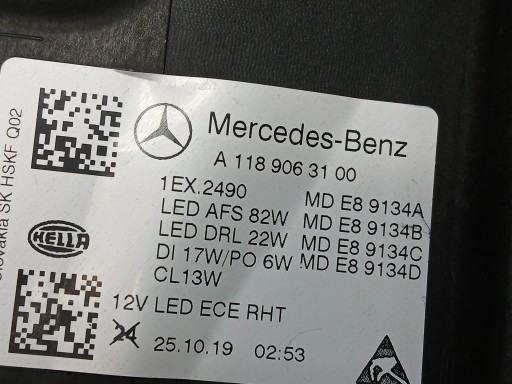 Mercedes-Benz
A 118 906 31 00
1EX.2490 MD E8 9134A
LED AFS 82W MD E8 9134B
LED DRL 22W MD E8 9134C
DI 17W/PO 6W MD E8 9134D
CL13W
12V LED ECE RHT
24 25.10.19 02:53
HELLA
Slovakia SK HSKF Q02